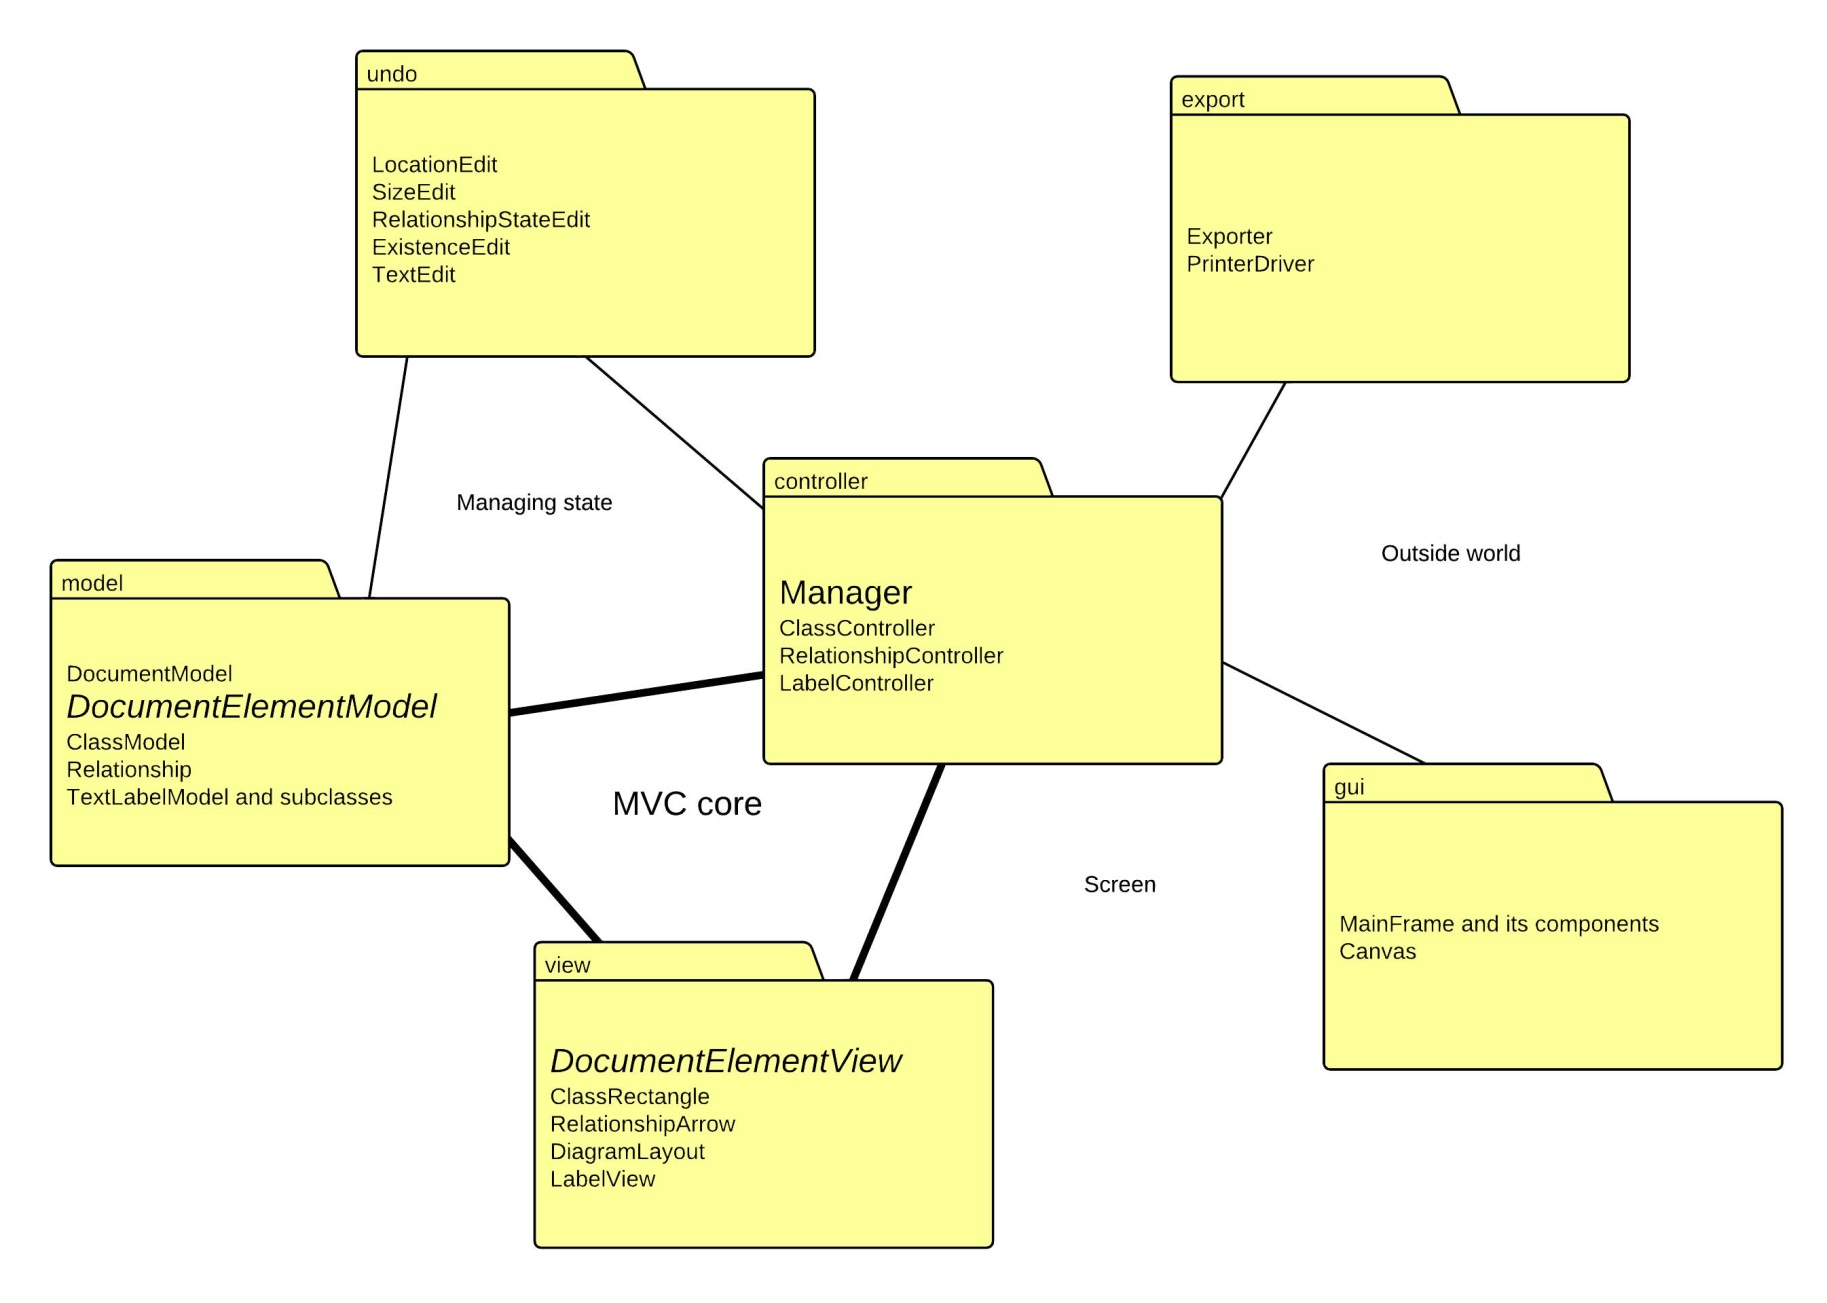 undo
LocationEdit
SizeEdit
RelationshipStateEdit
ExistenceEdit
TextEdit
export
Exporter
PrinterDriver
Managing state
controller
Manager
ClassController
RelationshipController
LabelController
Outside world
model
DocumentModel
DocumentElementModel
ClassModel
Relationship
TextLabelModel and subclasses
MVC core
Screen
gui
MainFrame and its components
Canvas
view
DocumentElementView
ClassRectangle
RelationshipArrow
DiagramLayout
LabelView